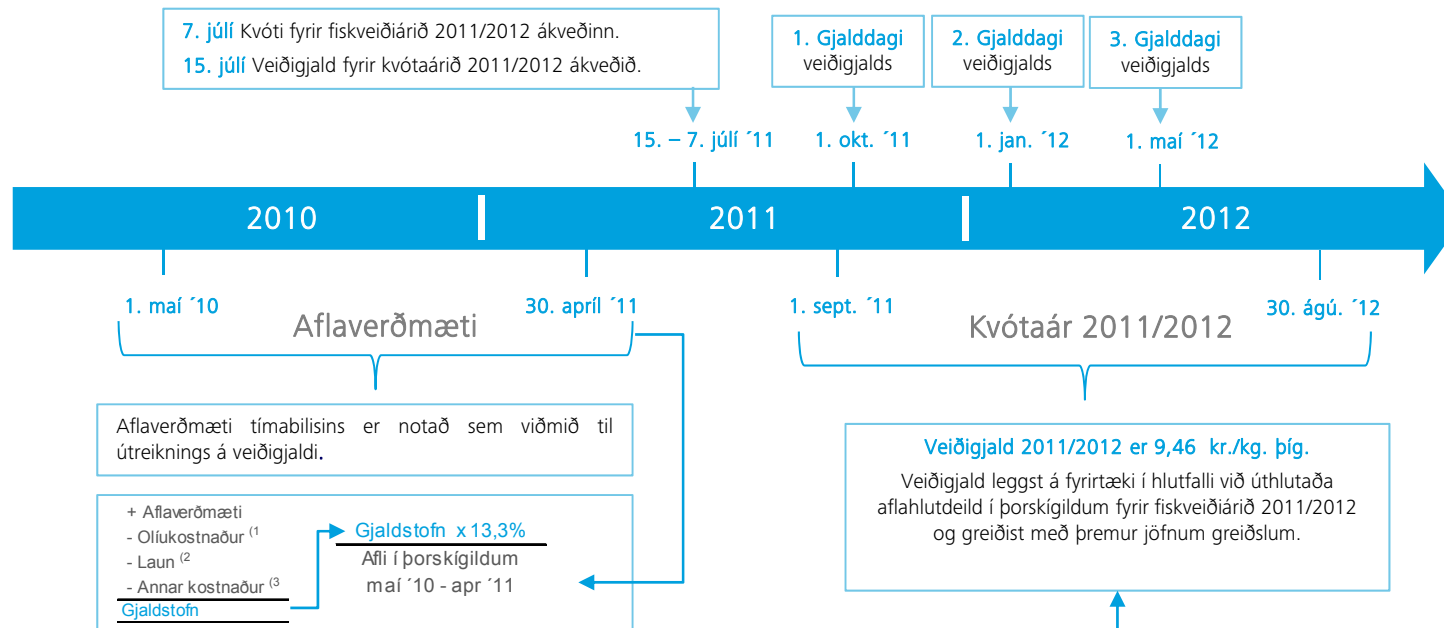 7. júlí Kvóti fyrir fiskveiðiárið 2011/2012 ákveðinn.
15. júlí Veiðigjald fyrir kvótaárið 2011/2012 ákveðið.
1. Gjalddagi
veiðigjalds
2. Gjalddagi
veiðigjalds
3. Gjalddagi
veiðigjalds
15. – 7. júlí ´11
1. okt. ´11
1. jan. ´12
1. maí ´12
2010
2011
2012
1. maí ´10
30. apríl ´11
1. sept. ´11
30. ágú. ´12
Aflaverðmæti
Kvótaár 2011/2012
Aflaverðmæti tímabilisins er notað sem viðmið til
útreiknings á veiðigjaldi.
+ Aflaverðmæti
- Olíukostnaður (1
- Laun (2
- Annar kostnaður (3
Gjaldstofn
Gjaldstofn x 13,3%
Afli í þorskígildum
maí ´10 - apr ´11
Veiðigjald 2011/2012 er 9,46 kr./kg. þíg.
Veiðigjald leggst á fyrirtæki í hlutfalli við úthlutaða
aflahlutdeild í þorskígildum fyrir fiskveiðiárið 2011/2012
og greiðist með þremur jöfnum greiðslum.